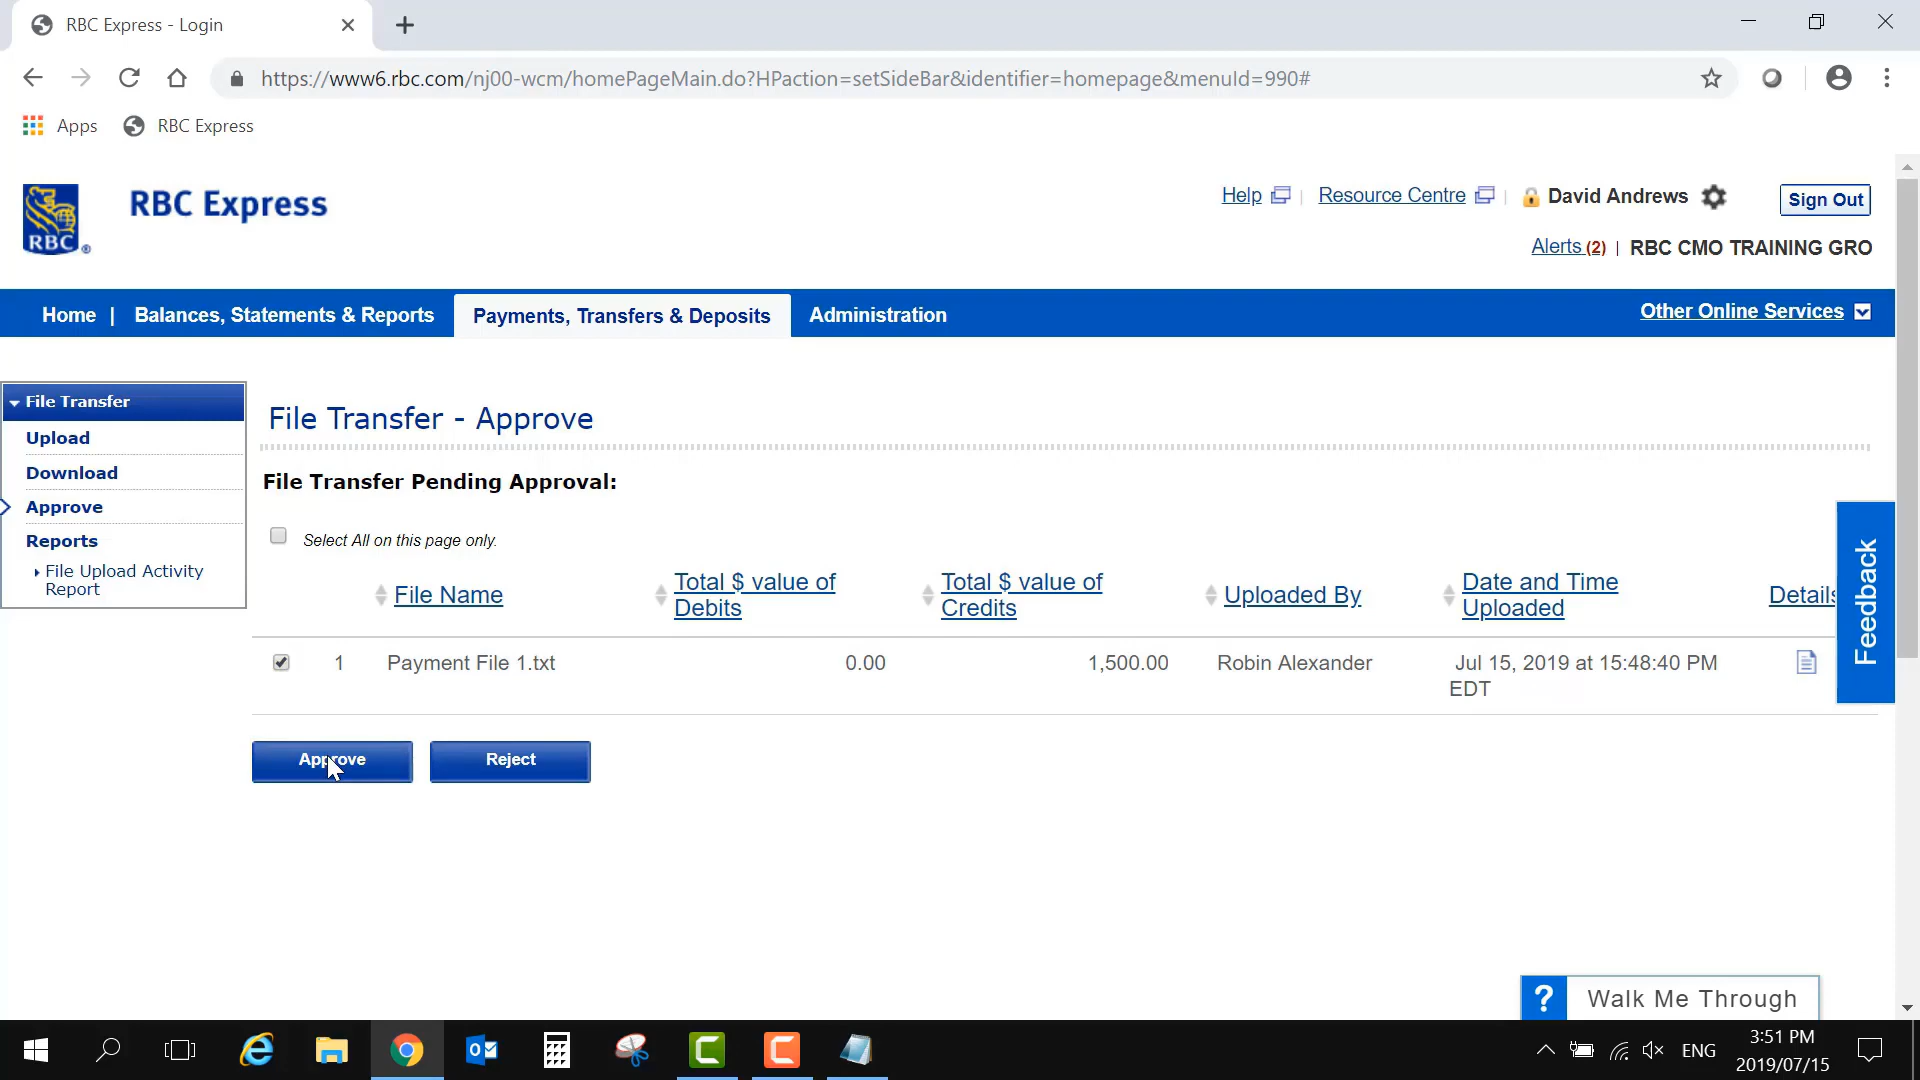 RBC Express - Login
https://www6.rbc.com/nj00-wcm/homePageMain.do?HPaction=setSideBar&identifier=homepage&menuId=990#
Apps
RBC Express
RBC
®
RBC Express
Help
|
Resource Centre
|
David Andrews
Sign Out
Alerts (2) | RBC CMO TRAINING GRO
Home | Balances, Statements & Reports Payments, Transfers & Deposits Administration
Other Online Services
File Transfer
Upload
Download
Approve
Reports
File Upload Activity
Report
File Transfer - Approve
File Transfer Pending Approval:
Select All on this page only.
File Name
Total $ value of
Debits
Total $ value of
Credits
Uploaded By
Date and Time
Uploaded
Details
1 Payment File 1.txt 0.00 1,500.00 Robin Alexander Jul 15, 2019 at 15:48:40 PM
EDT
Approve
Reject
Feedback
? Walk Me Through
ENG
3:51 PM
2019/07/15